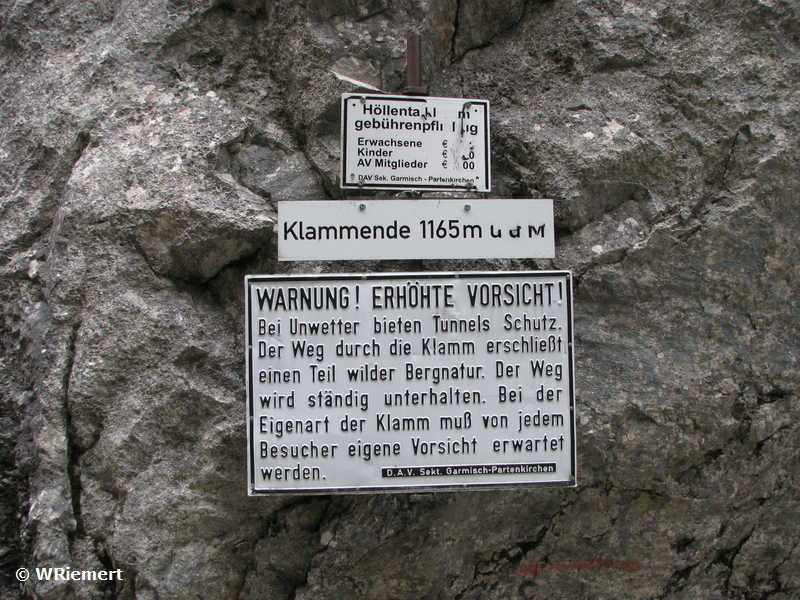 gebührenpfl
Erwachsene €
Kinder €
AV Mitglieder € 00
DAV Sek. Garmisch - Partenkirchen
Klammende 1165m ü d M
WARNUNG! ERHÖHTE VORSICHT!
Bei Unwetter bieten Tunnels Schutz.
Der Weg durch die Klamm erschließt
einen Teil wilder Bergnatur. Der Weg
wird ständig unterhalten. Bei der
Eigenart der Klamm muß von jedem
Besucher eigene Vorsicht erwartet
werden. D.A.V. Sekt. Garmisch-Partenkirchen
© WRiemert